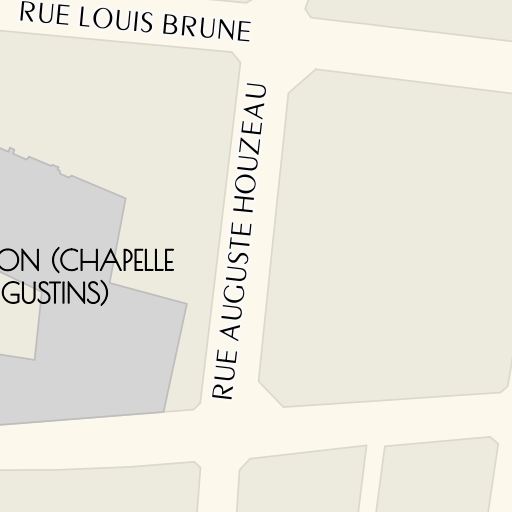 RUE LOUIS BRUNE
RUE AUGUSTE HOUZEAU
ON (CHAPELLE
GUSTINS)